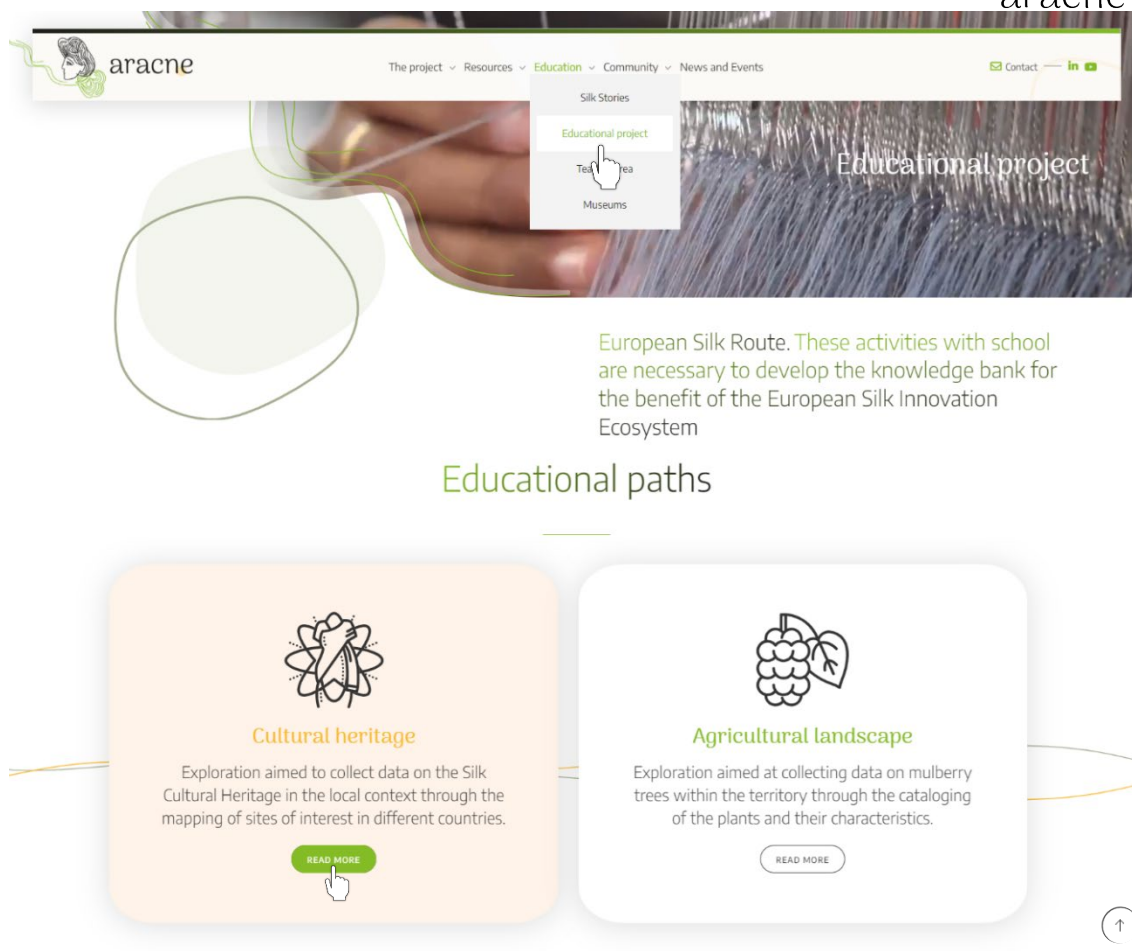 aracne
aracne
The project Resources Education Community News and Events
Contact
Silk Stories
Educational project
Museums
Educational project
European Silk Route. These activities with school
are necessary to develop the knowledge bank for
the benefit of the European Silk Innovation
Ecosystem
Educational paths
Cultural heritage
Exploration aimed to collect data on the Silk
Cultural Heritage in the local context through the
mapping of sites of interest in different countries.
READ MORE
Agricultural landscape
Exploration aimed at collecting data on mulberry
trees within the territory through the cataloging
of the plants and their characteristics.
READ MORE